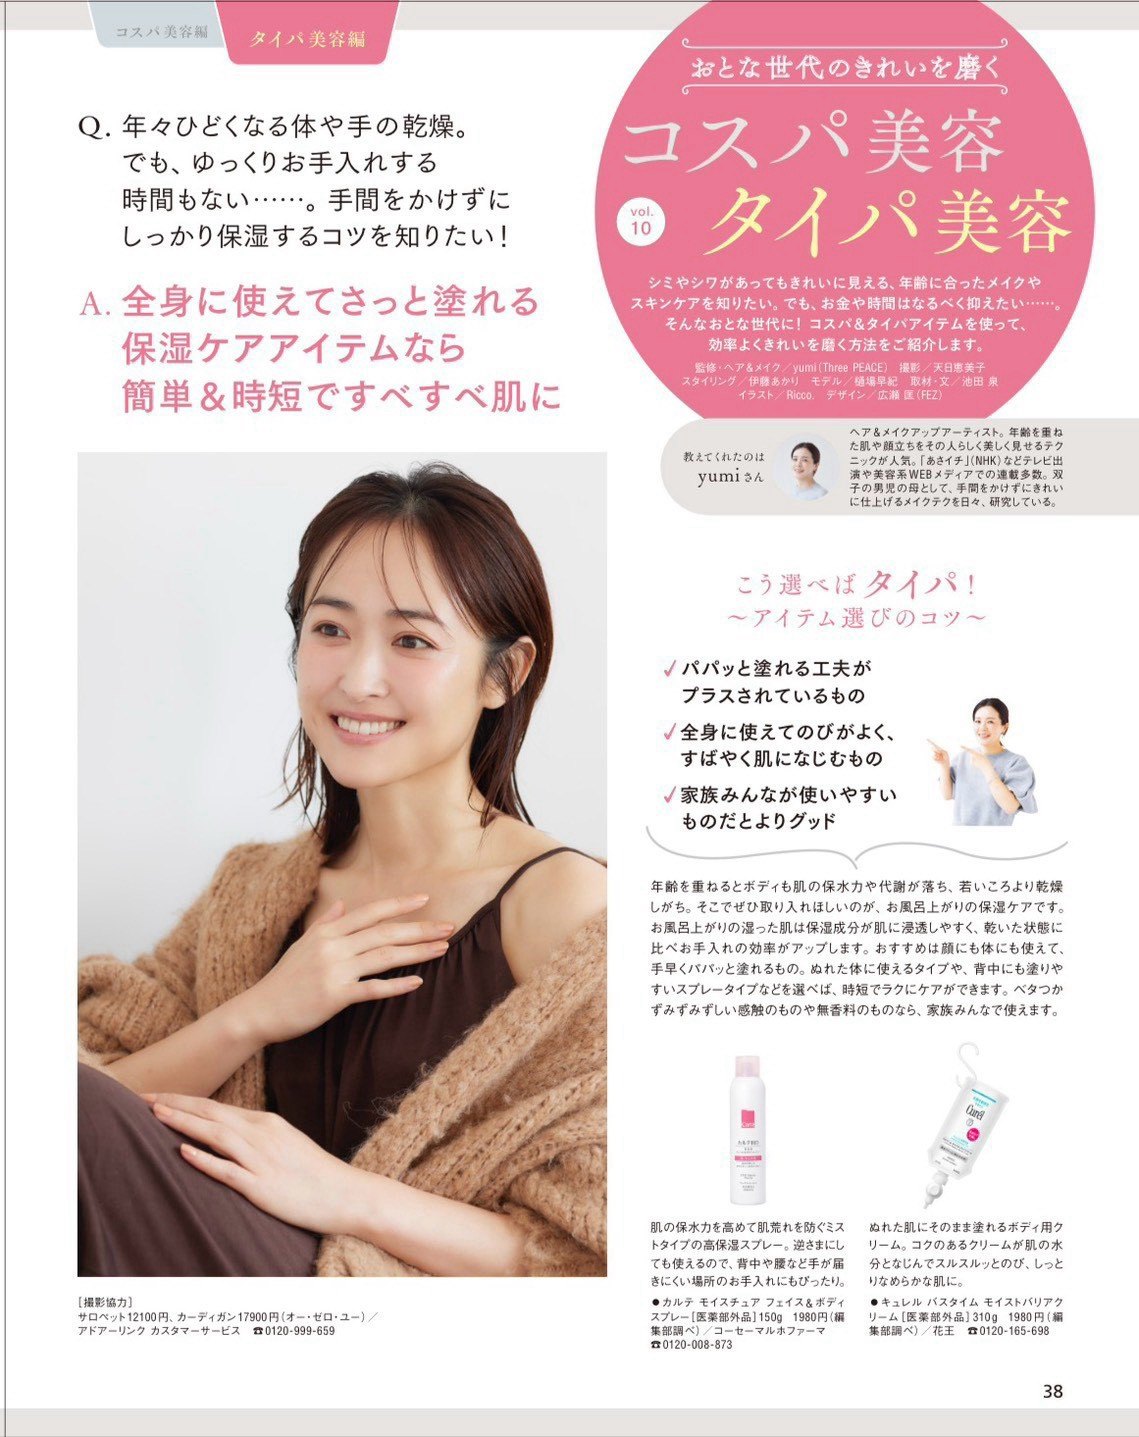 コスパ美容編
タイパ美容編
Q. 年々ひどくなる体や手の乾燥。
でも、ゆっくりお手入れする
時間もない……。手間をかけずに
しっかり保湿するコツを知りたい！
A. 全身に使えてさっと塗れる
保湿ケアアイテムなら
簡単＆時短ですべすべ肌に
おとな世代のきれいを磨く
コスパ美容
タイパ美容
vol.
10
シミやシワがあってもきれいに見える、年齢に合ったメイクや
スキンケアを知りたい。でも、お金や時間はなるべく抑えたい……。
そんなおとな世代に！ コスパ＆タイパアイテムを使って、
効率よくきれいを磨く方法をご紹介します。
監修・ヘア＆メイク／yumi（Three PEACE） 撮影／天日恵美子
スタイリング／伊藤あかり モデル／樋場早紀 取材・文／池田 泉
イラスト／Ricco. デザイン／広瀬 匡（FEZ）
教えてくれたのは
yumiさん
ヘア＆メイクアップアーティスト。年齢を重ね
た肌や顔立ちをその人らしく美しく見せるテク
ニックが人気。「あさイチ」（NHK）などテレビ出
演や美容系WEBメディアでの連載多数。双
子の男児の母として、手間をかけずにきれい
に仕上げるメイクテクを日々、研究している。
こう選べばタイパ！
〜アイテム選びのコツ〜
✓パパッと塗れる工夫が
プラスされているもの
✓全身に使えてのびがよく、
すばやく肌になじむもの
✓家族みんなが使いやすい
ものだとよりグッド
年齢を重ねるとボディも肌の保水力や代謝が落ち、若いころより乾燥
しがち。そこでぜひ取り入れほしいのが、お風呂上がりの保湿ケアです。
お風呂上がりの湿った肌は保湿成分が肌に浸透しやすく、乾いた状態に
比べお手入れの効率がアップします。おすすめは顔にも体にも使えて、
手早くパパッと塗れるもの。ぬれた体に使えるタイプや、背中にも塗りや
すいスプレータイプなどを選べば、時短でラクにケアができます。ベタつか
ずみずみずしい感触のものや無香料のものなら、家族みんなで使えます。
カルテHD
Curél
肌の保水力を高めて肌荒れを防ぐミス
トタイプの高保湿スプレー。逆さまにし
ても使えるので、背中や腰など手が届
きにくい場所のお手入れにもぴったり。
●カルテ モイスチュア フェイス＆ボディ
スプレー［医薬部外品］150g 1980円（編
集部調べ）／コーセーマルホファーマ
☎0120-008-873
ぬれた肌にそのまま塗れるボディ用ク
リーム。コクのあるクリームが肌の水
分となじんでスルスルッとのび、しっと
りなめらかな肌に。
●キュレル バスタイム モイストバリアク
リーム［医薬部外品］310g 1980円（編
集部調べ）／花王 ☎0120-165-698
［撮影協力］
サロペット12100円、カーディガン17900円（オー・ゼロ・ユー）／
アドアーリンク カスタマーサービス ☎0120-999-659
38